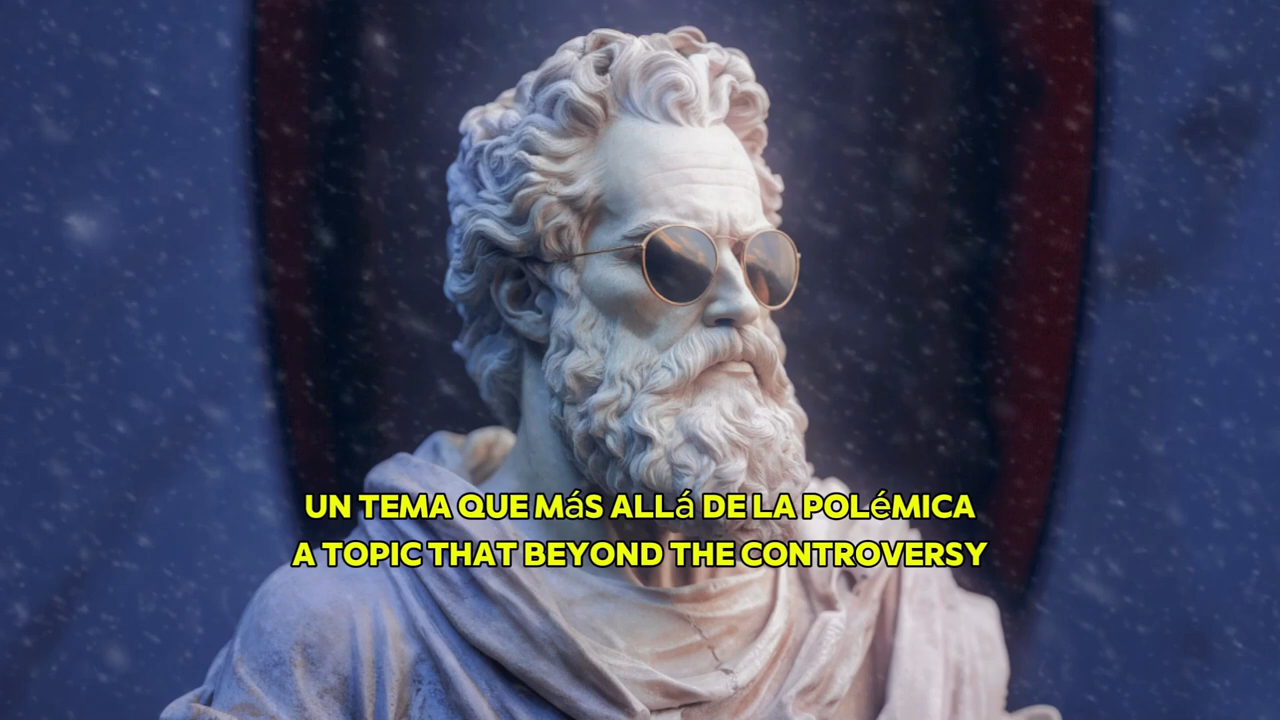 UN TEMA QUE MáS ALLá DE LA POLéMICA
A TOPIC THAT BEYOND THE CONTROVERSY